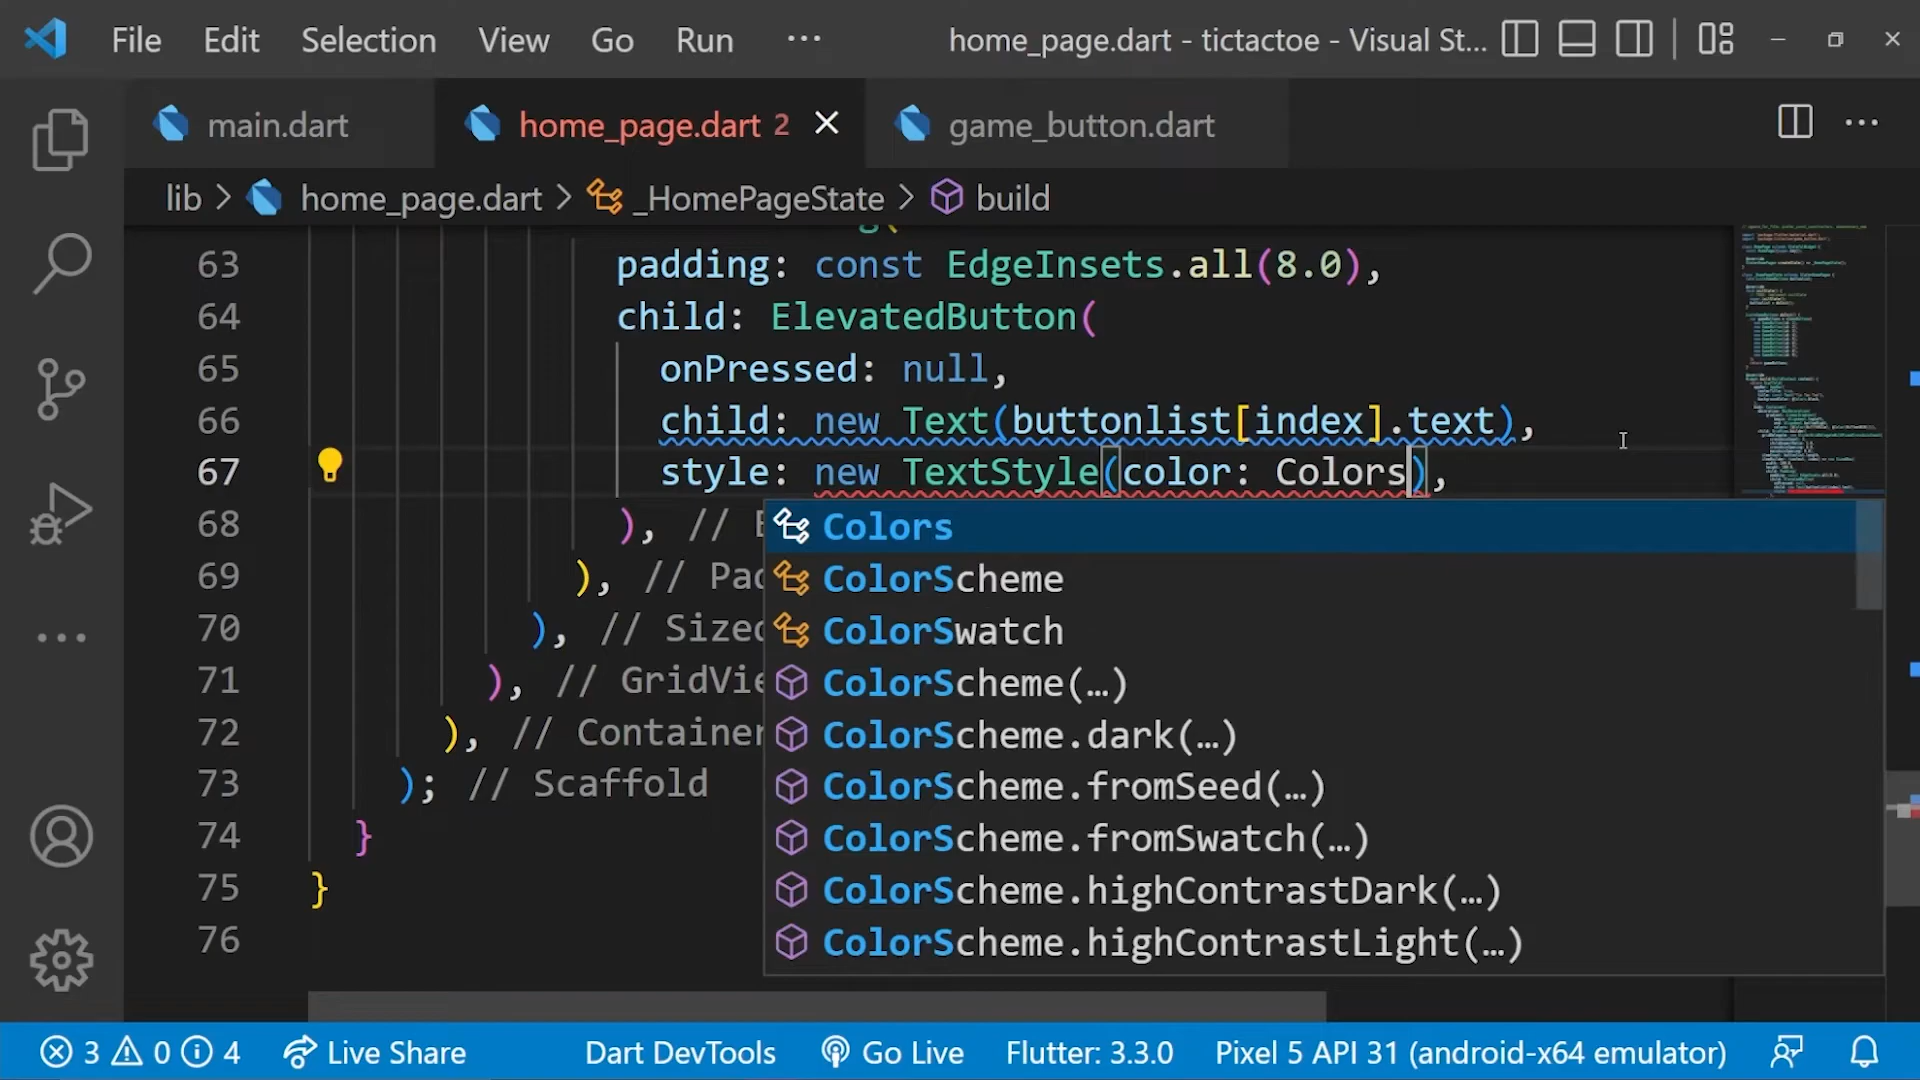 File Edit Selection View Go Run ... home_page.dart - tictactoe - Visual St...
main.dart home_page.dart 2 game_button.dart
lib > home_page.dart > _HomePageState > build
63 padding: const EdgeInsets.all(8.0),
64 child: ElevatedButton(
65 onPressed: null,
66 child: new Text(buttonlist[index].text),
67 style: new TextStyle(color: Colors),
68 ), //
69 ), //
70 ), //
71 ), //
72 ), // Container
73 ); // Scaffold
74 }
75 }
76
Colors
ColorScheme
ColorSwatch
ColorScheme(…)
ColorScheme.dark(…)
ColorScheme.fromSeed(…)
ColorScheme.fromSwatch(…)
ColorScheme.highContrastDark(…)
ColorScheme.highContrastLight(…)
3 0 4 Live Share Dart DevTools Go Live Flutter: 3.3.0 Pixel 5 API 31 (android-x64 emulator)